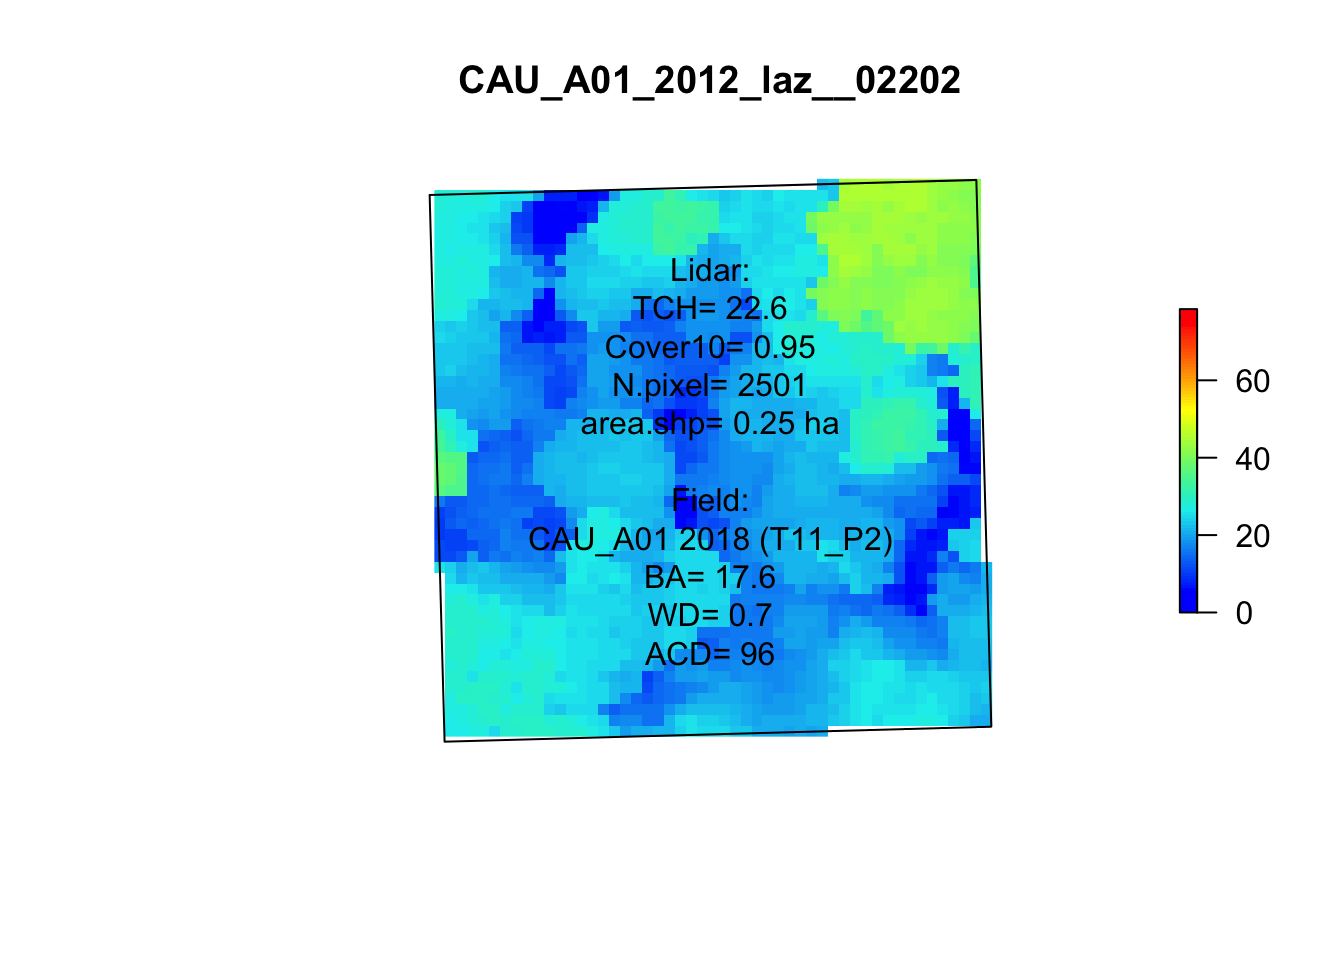 CAU_A01_2012_laz__02202
Lidar:
TCH= 22.6
Cover10= 0.95
N.pixel= 2501
area.shp= 0.25 ha
Field:
CAU_A01 2018 (T11_P2)
BA= 17.6
WD= 0.7
ACD= 96
60
40
20
0